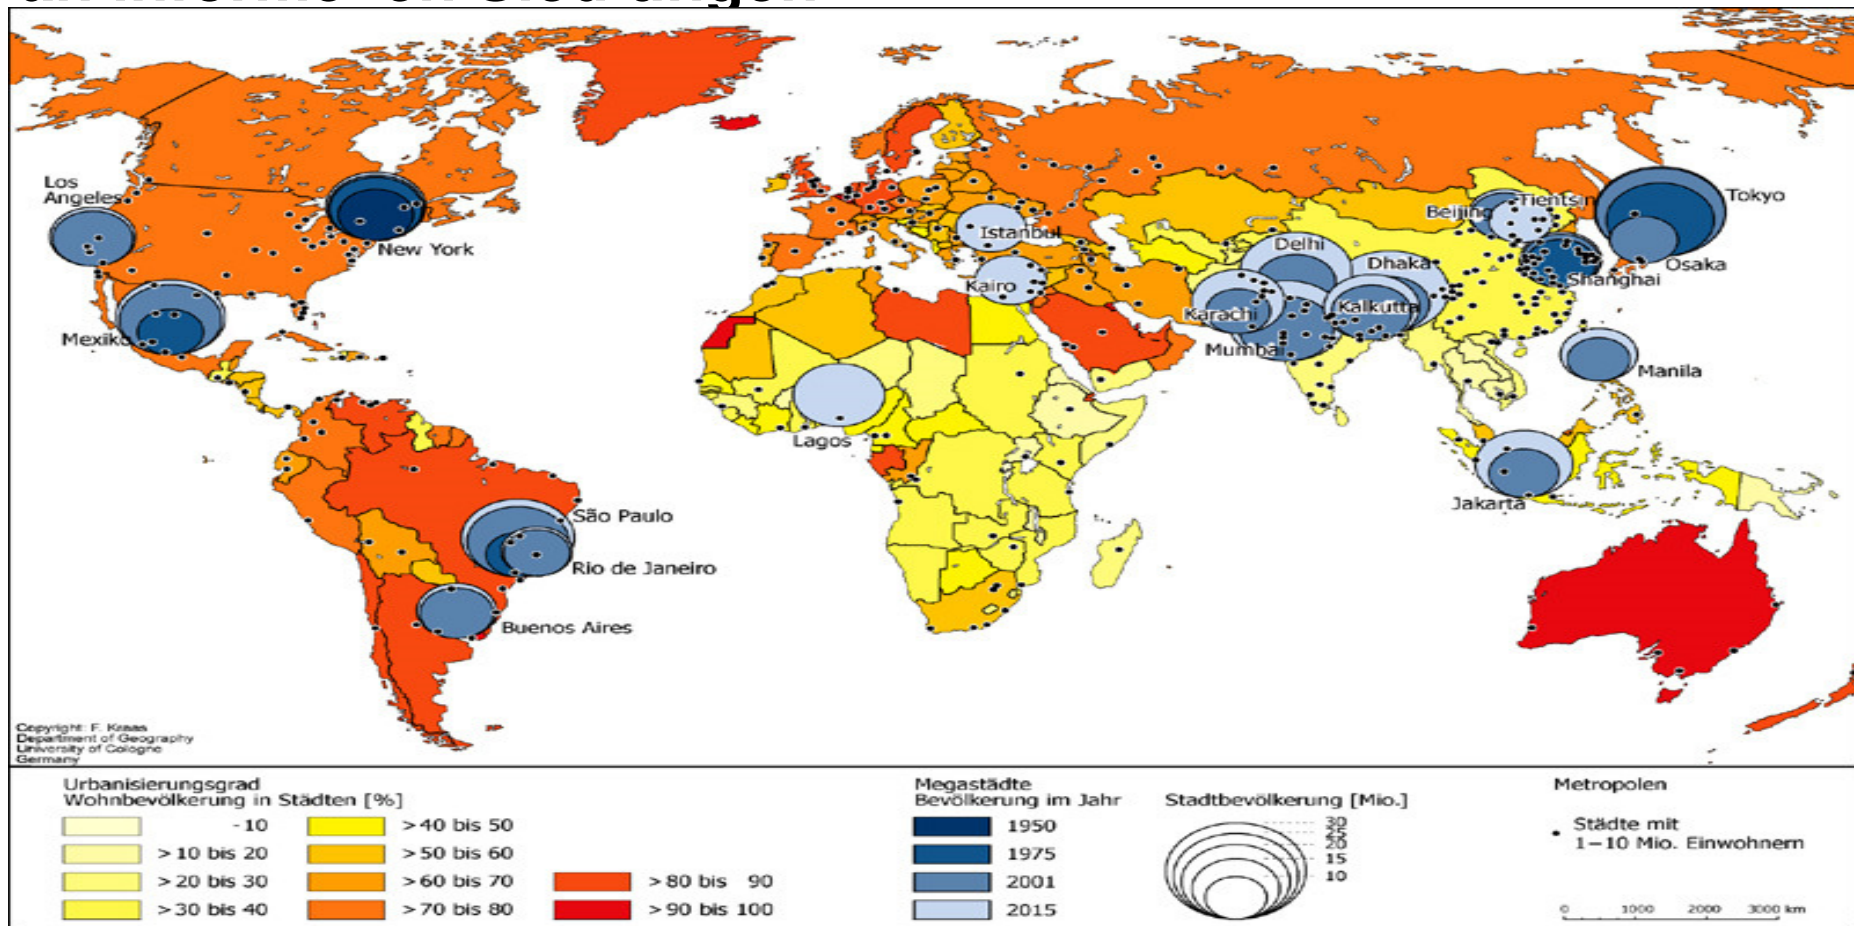 Los
Angeles
New York
Mexiko
São Paulo
Rio de Janeiro
Buenos Aires
Istanbul
Kairo
Lagos
Delhi
Dhaka
Karachi
Kalkutta
Mumbai
Beijing
Tientsin
Tokyo
Osaka
Shanghai
Manila
Jakarta
Copyright: F. Kraas
Department of Geography
University of Cologne
Germany
Urbanisierungsgrad
Wohnbevölkerung in Städten [%]
-10
>10 bis 20
>20 bis 30
>30 bis 40
>40 bis 50
>50 bis 60
>60 bis 70
>70 bis 80
>80 bis 90
>90 bis 100
Megastädte
Bevölkerung im Jahr
1950
1975
2001
2015
Stadtbevölkerung [Mio.]
30
25
20
15
10
Metropolen
Städte mit
1–10 Mio. Einwohnern
0 1000 2000 3000 km